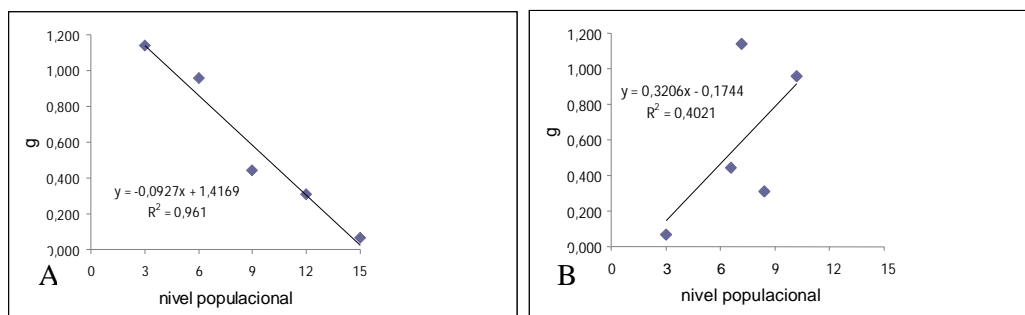 1,200
1,000
0,800
0,600
0,400
0,200
0,000
g
y = -0,0927x + 1,4169
R² = 0,961
0 3 6 9 12 15
A
nivel populacional
1,200
1,000
0,800
0,600
0,400
0,200
0,000
g
y = 0,3206x - 0,1744
R² = 0,4021
0 3 6 9 12 15
B
nivel populacional